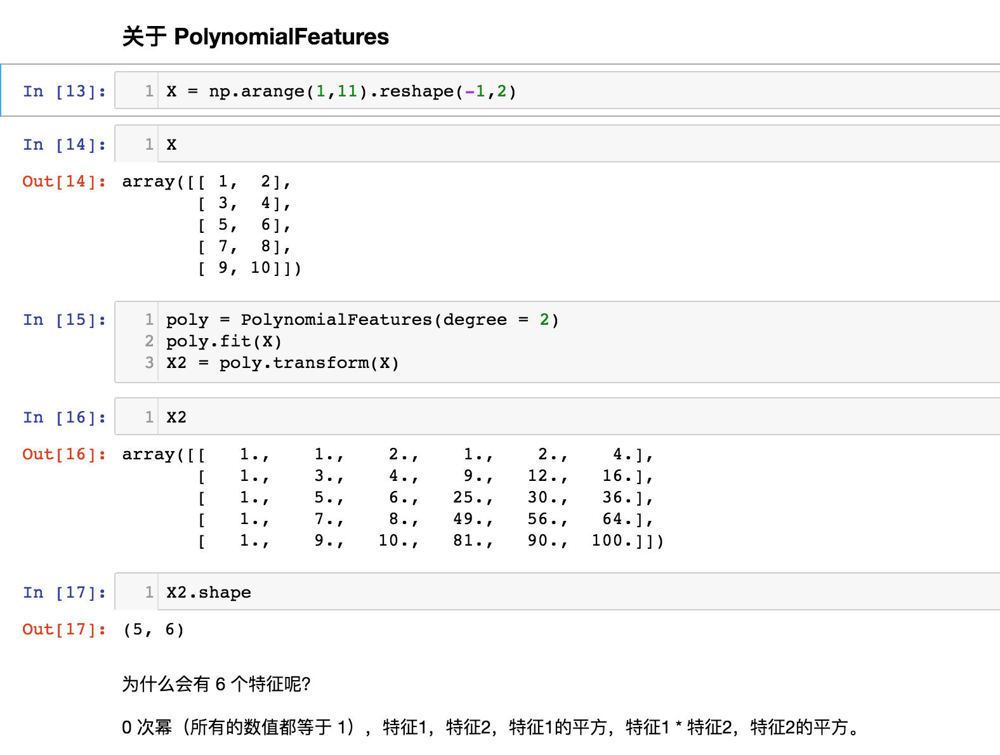 关于 PolynomialFeatures
In [13]: 1 X = np.arange(1,11).reshape(-1,2)
In [14]: 1 X
Out[14]: array([[ 1,  2],
       [ 3,  4],
       [ 5,  6],
       [ 7,  8],
       [ 9, 10]])
In [15]: 1 poly = PolynomialFeatures(degree = 2)
2 poly.fit(X)
3 X2 = poly.transform(X)
In [16]: 1 X2
Out[16]: array([[   1.,    1.,    2.,    1.,    2.,    4.],
       [   1.,    3.,    4.,    9.,   12.,   16.],
       [   1.,    5.,    6.,   25.,   30.,   36.],
       [   1.,    7.,    8.,   49.,   56.,   64.],
       [   1.,    9.,   10.,   81.,   90.,  100.]])
In [17]: 1 X2.shape
Out[17]: (5, 6)
为什么会有 6 个特征呢?
0 次幂（所有的数值都等于 1），特征1，特征2，特征1的平方，特征1 * 特征2，特征2的平方。